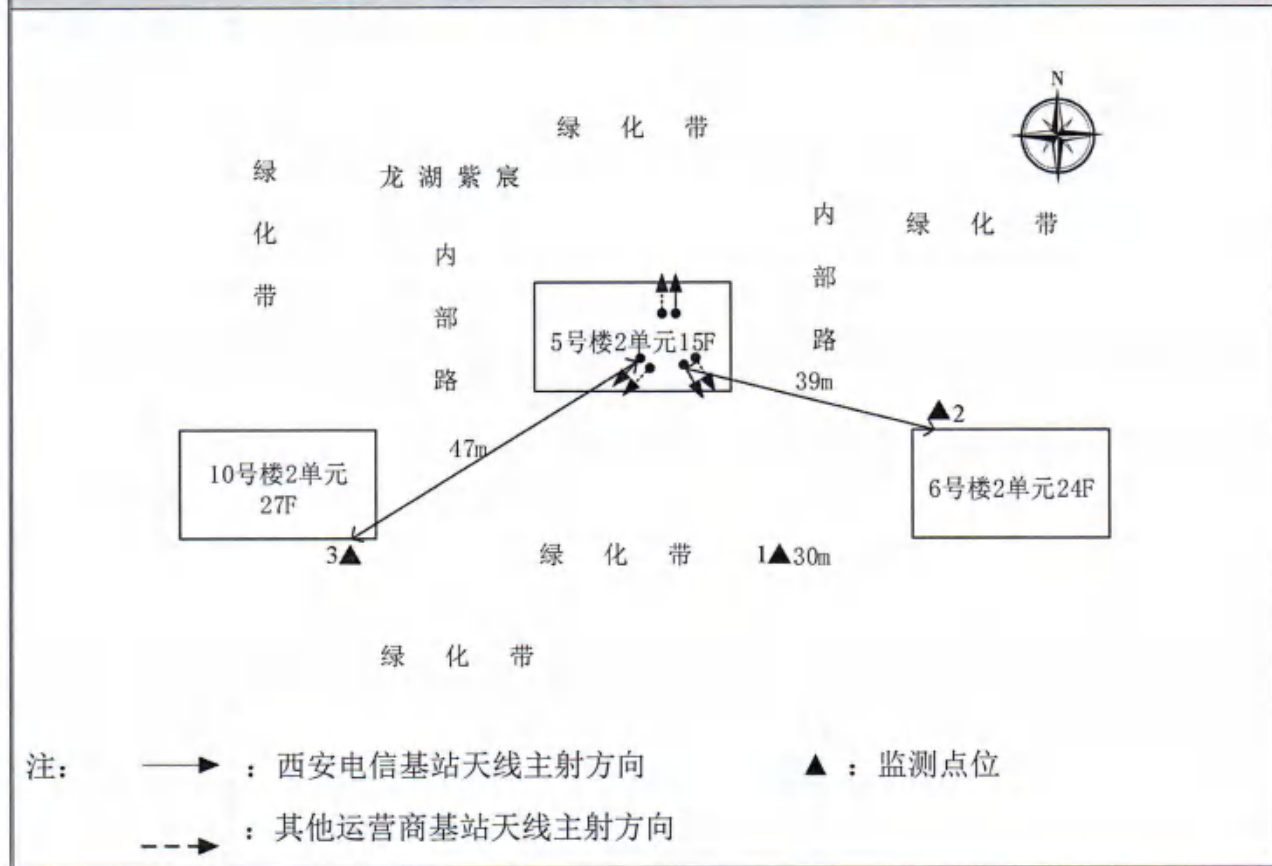 N
绿 化 带
绿化带
龙湖紫宸
内部路
内部路
绿 化 带
5号楼2单元15F
39m
▲2
47m
10号楼2单元
27F
6号楼2单元24F
3▲
绿 化 带
1▲30m
绿 化 带
注：
：西安电信基站天线主射方向
▲ ：监测点位
：其他运营商基站天线主射方向